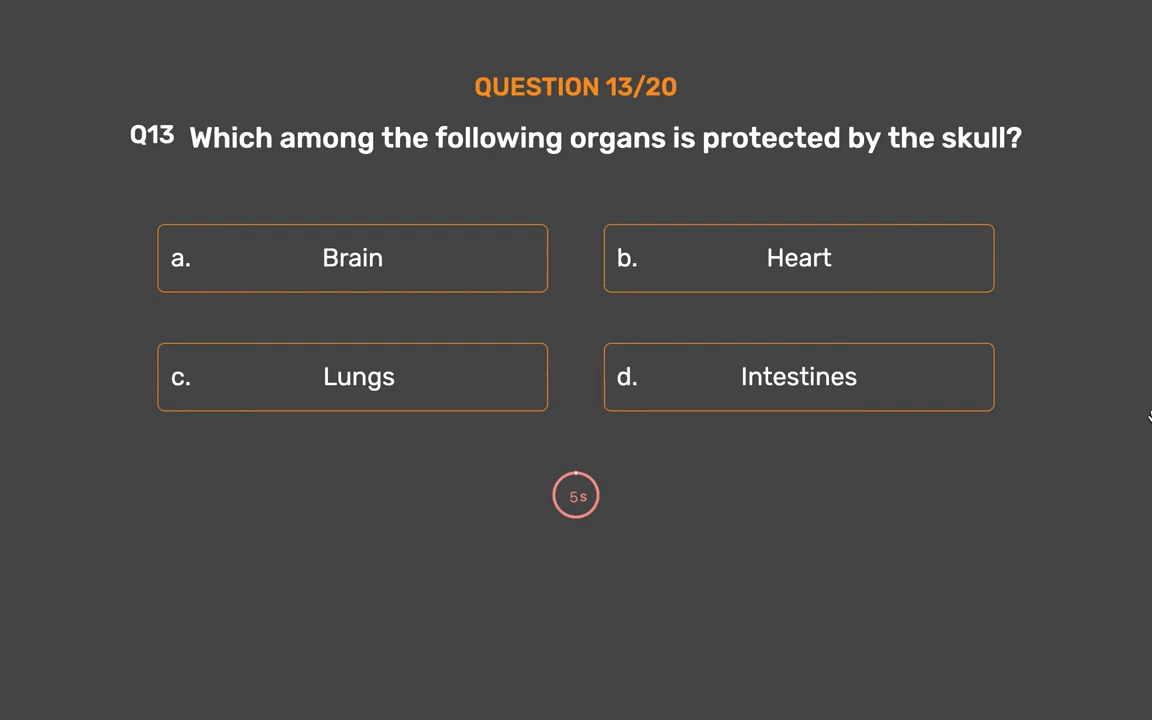 QUESTION 13/20
Q13 Which among the following organs is protected by the skull?
a. Brain
b. Heart
c. Lungs
d. Intestines
5s